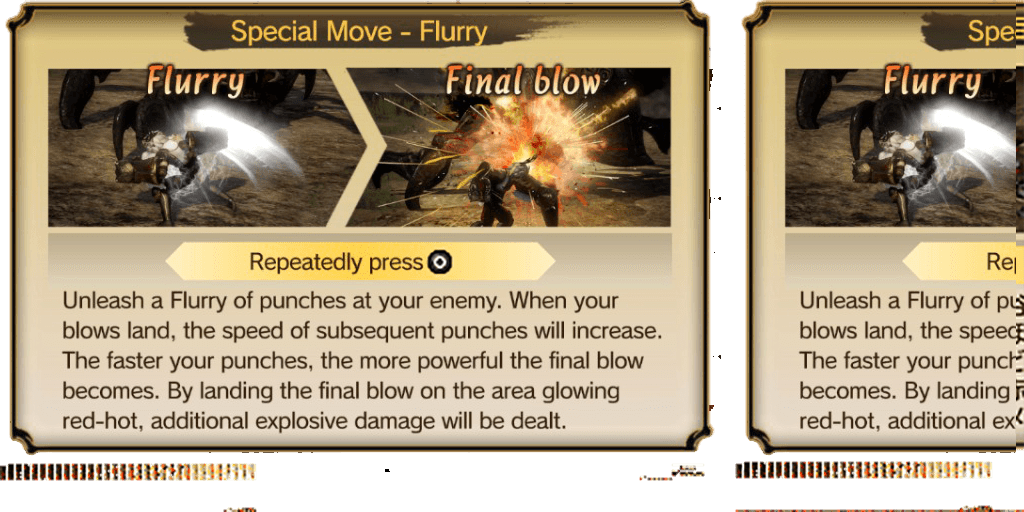 Special Move - Flurry
Flurry
Final blow
Repeatedly press
Unleash a Flurry of punches at your enemy. When your
blows land, the speed of subsequent punches will increase.
The faster your punches, the more powerful the final blow
becomes. By landing the final blow on the area glowing
red-hot, additional explosive damage will be dealt.
Spe
Flurry
Rep
Unleash a Flurry of pu
blows land, the speed
The faster your punch
becomes. By landing
red-hot, additional ex